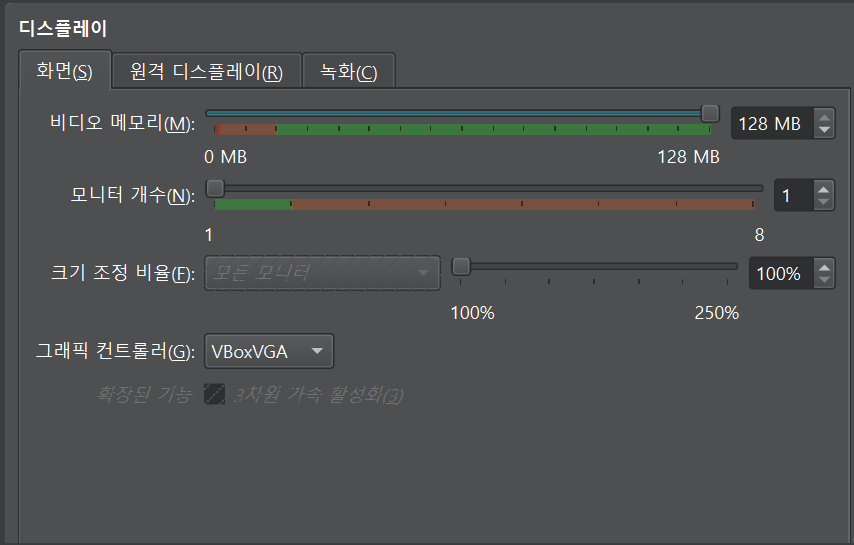 디스플레이
화면(S) 원격 디스플레이(R) 녹화(C)
비디오 메모리(M): 128 MB
0 MB 128 MB
모니터 개수(N): 1
1 8
크기 조정 비율(F): 모든 모니터 100%
100% 250%
그래픽 컨트롤러(G): VBoxVGA
확장된 기능 3차원 가속 활성화(3)